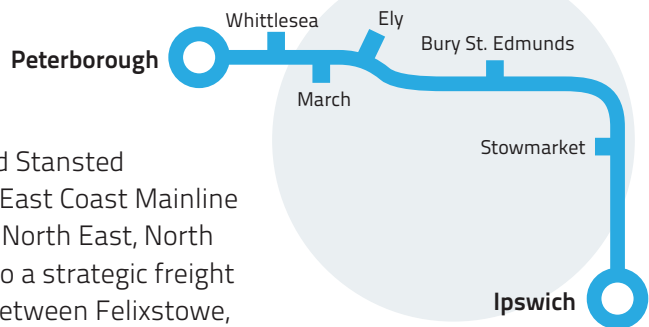 Whittlesea
Ely
Bury St. Edmunds
Peterborough
March
Stowmarket
d Stansted
East Coast Mainline
North East, North
o a strategic freight
etween Felixstowe,
Ipswich